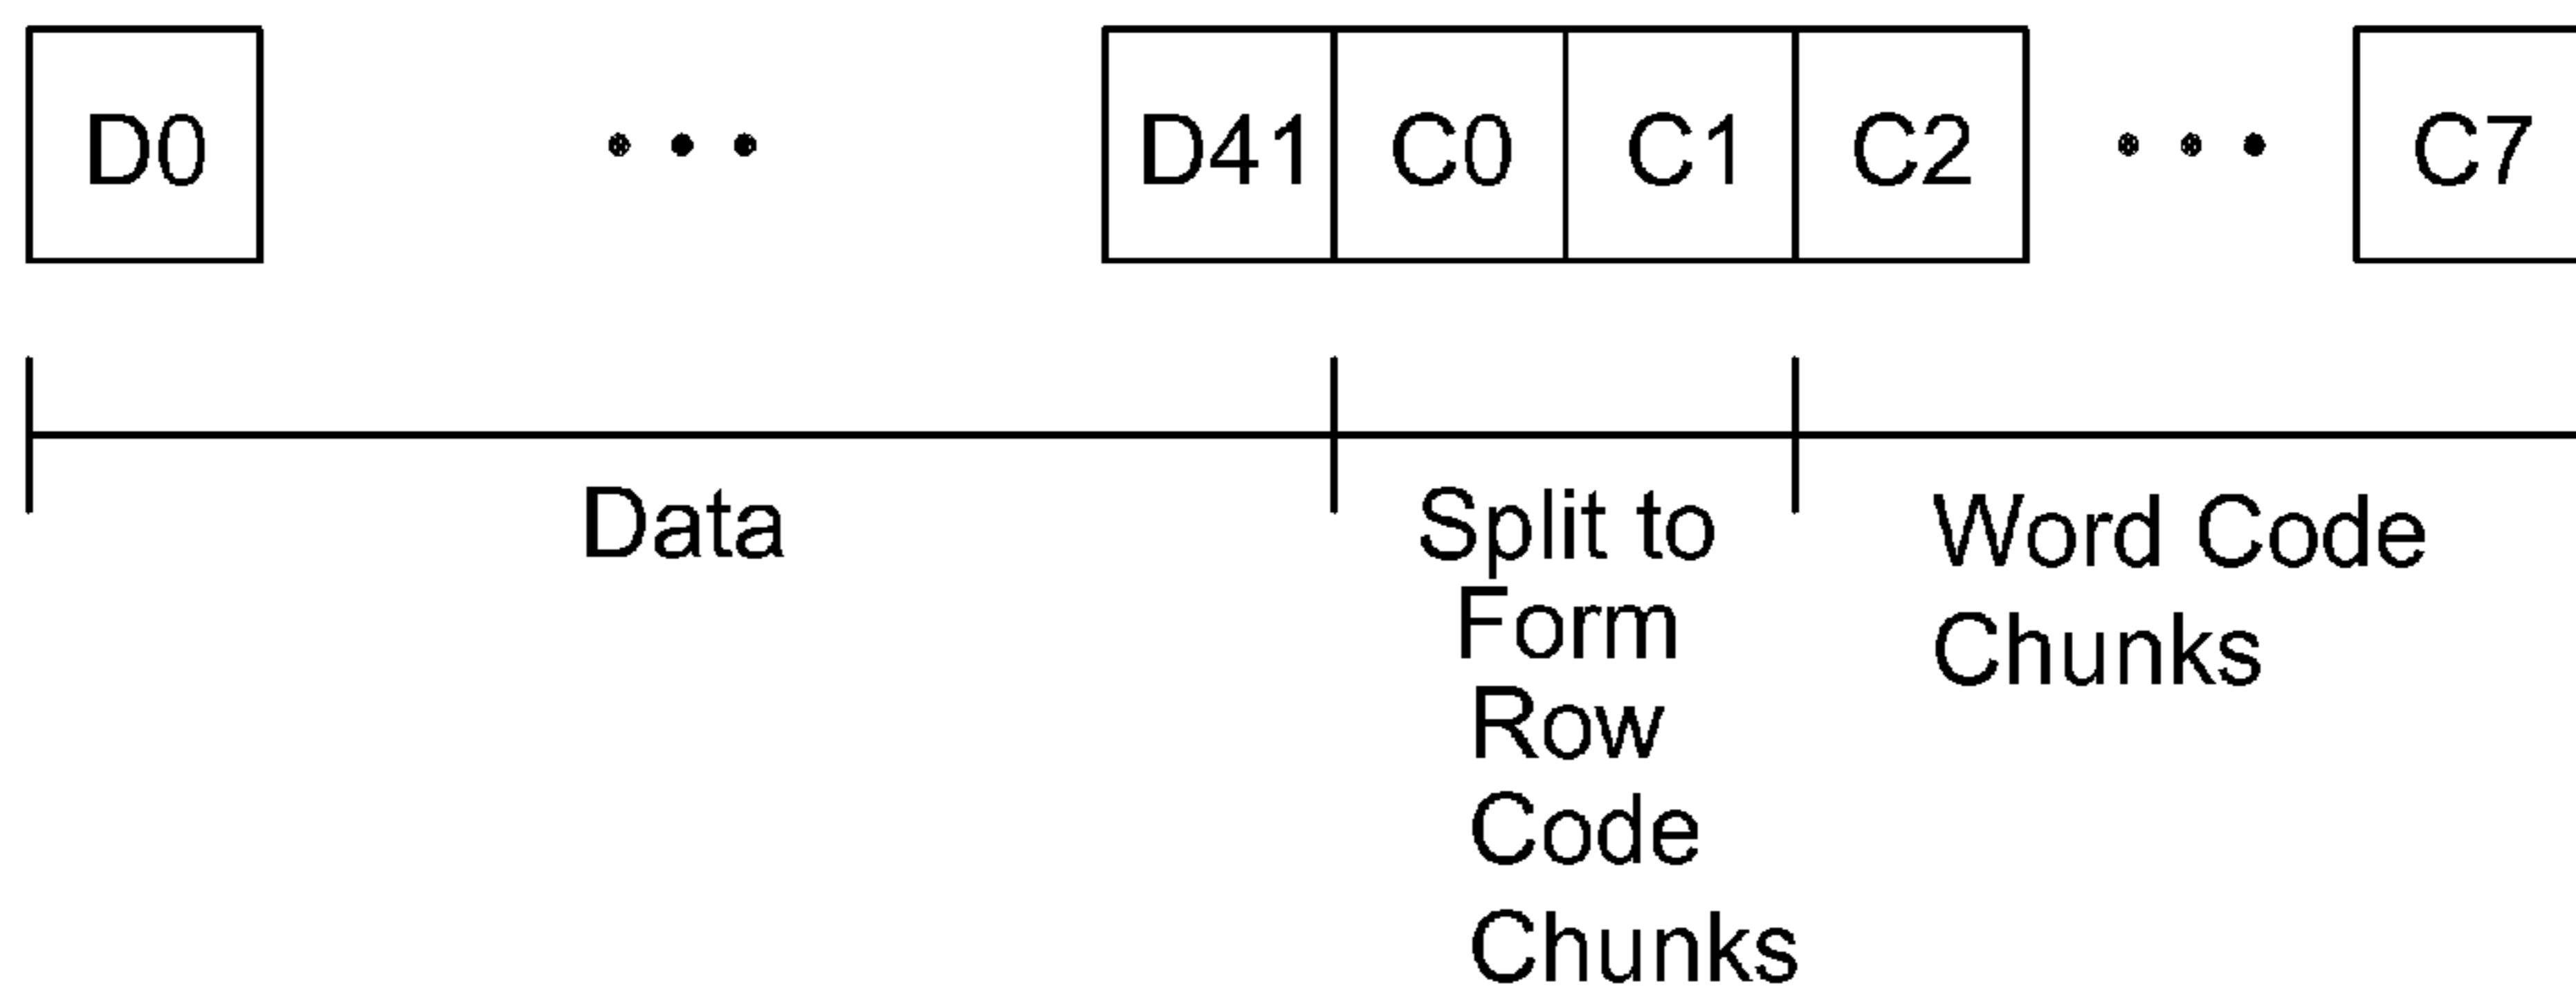 D0 • • • D41 C0 C1 C2 • • • C7
Data
Split to
Form
Row
Code
Chunks
Word Code
Chunks